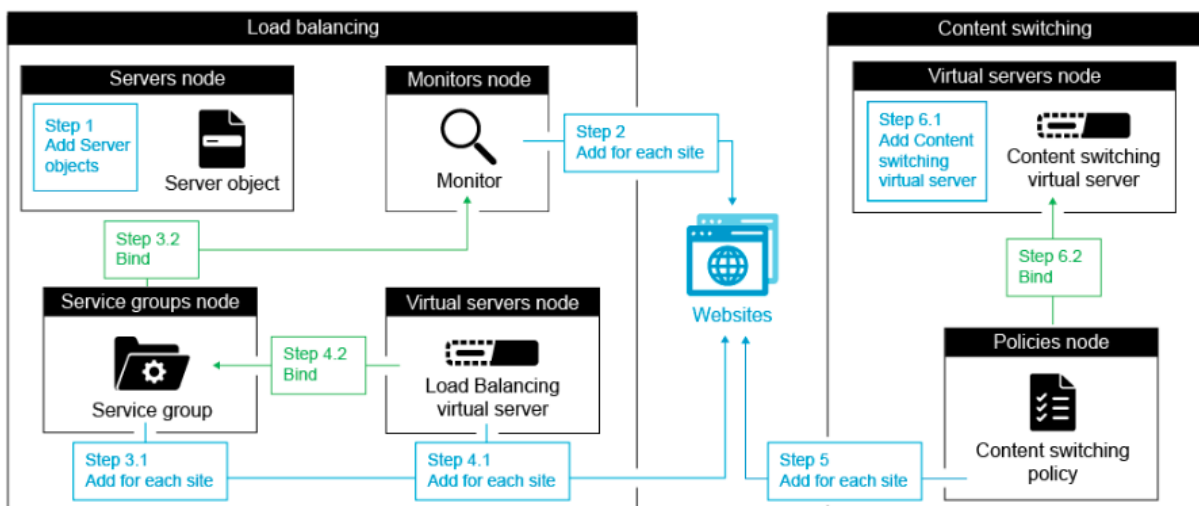 Load balancing
Content switching
Servers node
Monitors node
Virtual servers node
Step 1
Add Server
objects
Server object
Monitor
Step 2
Add for each site
Step 6.1
Add Content
switching
virtual server
Content switching
virtual server
Step 3.2
Bind
Step 6.2
Bind
Service groups node
Virtual servers node
Websites
Policies node
Step 4.2
Bind
Service group
Load Balancing
virtual server
Content switching
policy
Step 3.1
Add for each site
Step 4.1
Add for each site
Step 5
Add for each site